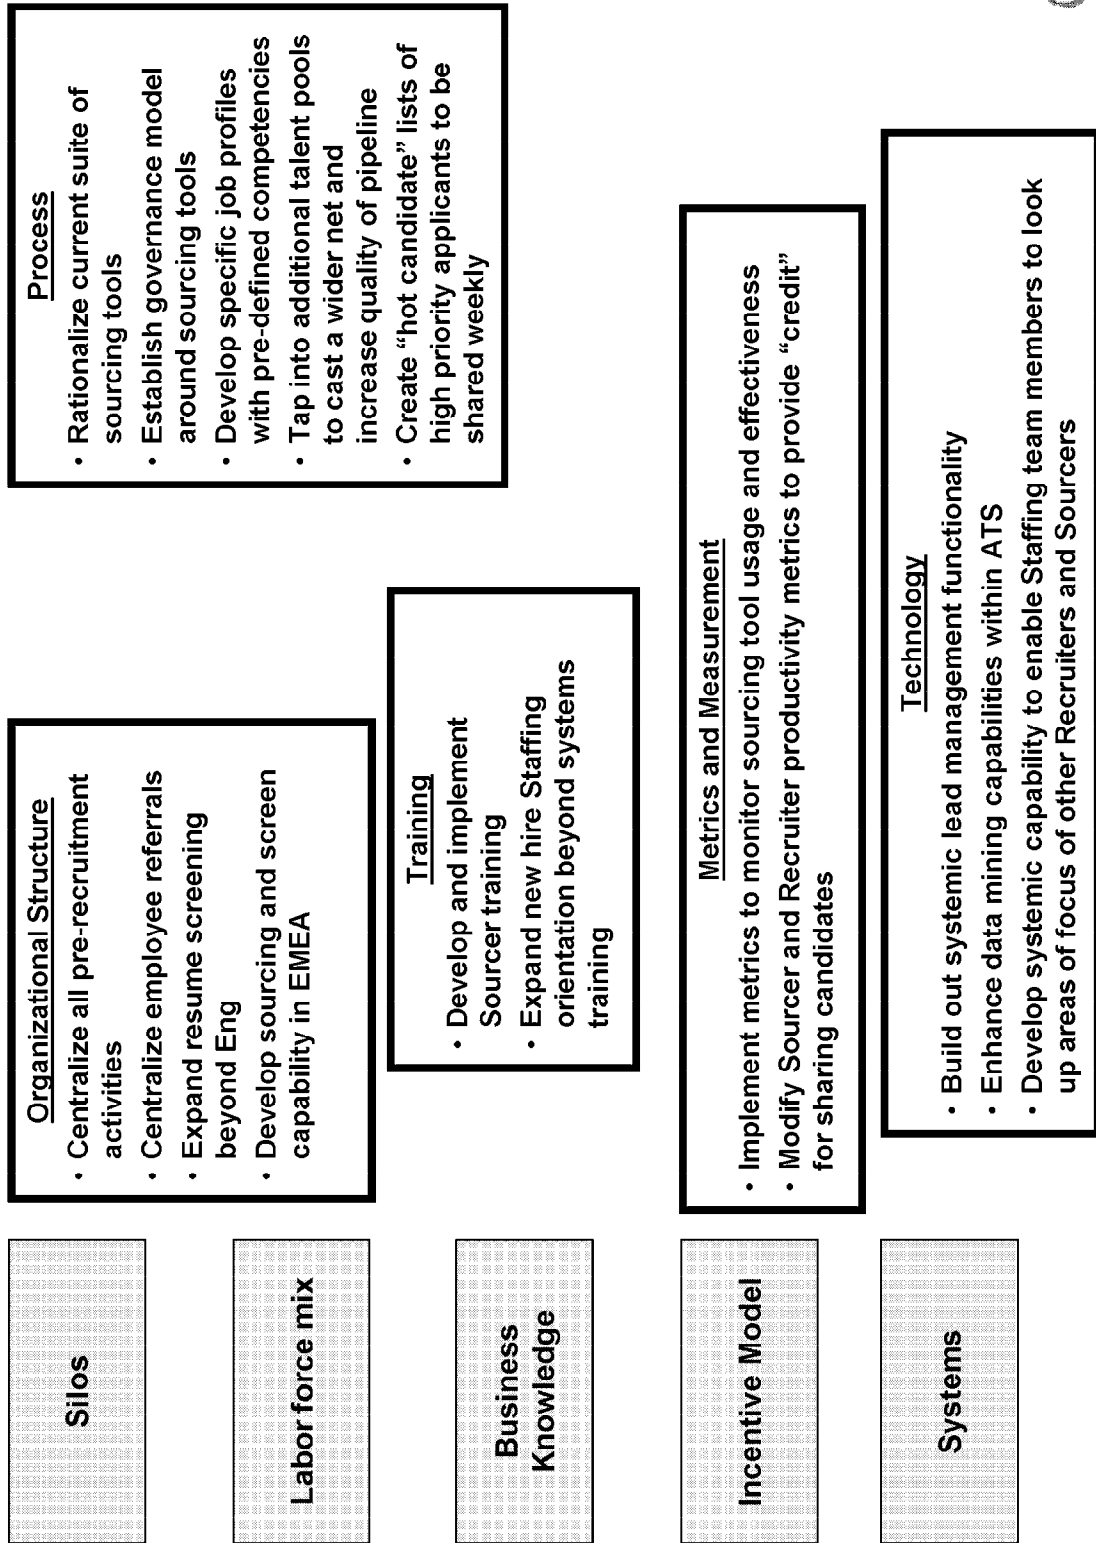 Silos
Labor force mix
Business
Knowledge
Incentive Model
Systems
Organizational Structure
• Centralize all pre-recruitment
activities
• Centralize employee referrals
• Expand resume screening
beyond Eng
• Develop sourcing and screen
capability in EMEA
Process
• Rationalize current suite of
sourcing tools
• Establish governance model
around sourcing tools
• Develop specific job profiles
with pre-defined competencies
• Tap into additional talent pools
to cast a wider net and
increase quality of pipeline
• Create “hot candidate” lists of
high priority applicants to be
shared weekly
Training
• Develop and implement
Sourcer training
• Expand new hire Staffing
orientation beyond systems
training
Metrics and Measurement
• Implement metrics to monitor sourcing tool usage and effectiveness
• Modify Sourcer and Recruiter productivity metrics to provide “credit”
for sharing candidates
Technology
• Build out systemic lead management functionality
• Enhance data mining capabilities within ATS
• Develop systemic capability to enable Staffing team members to look
up areas of focus of other Recruiters and Sourcers